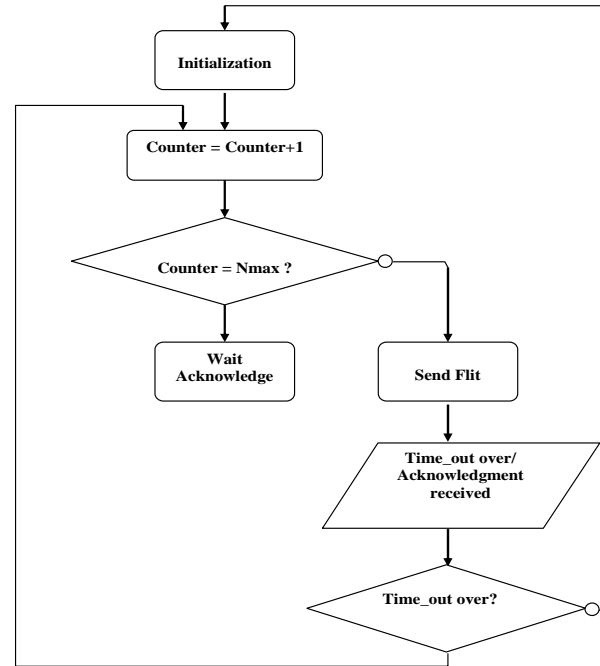 Initialization
Counter = Counter+1
Counter = Nmax ?
Wait
Acknowledge
Send Flit
Time_out over/
Acknowledgment
received
Time_out over?